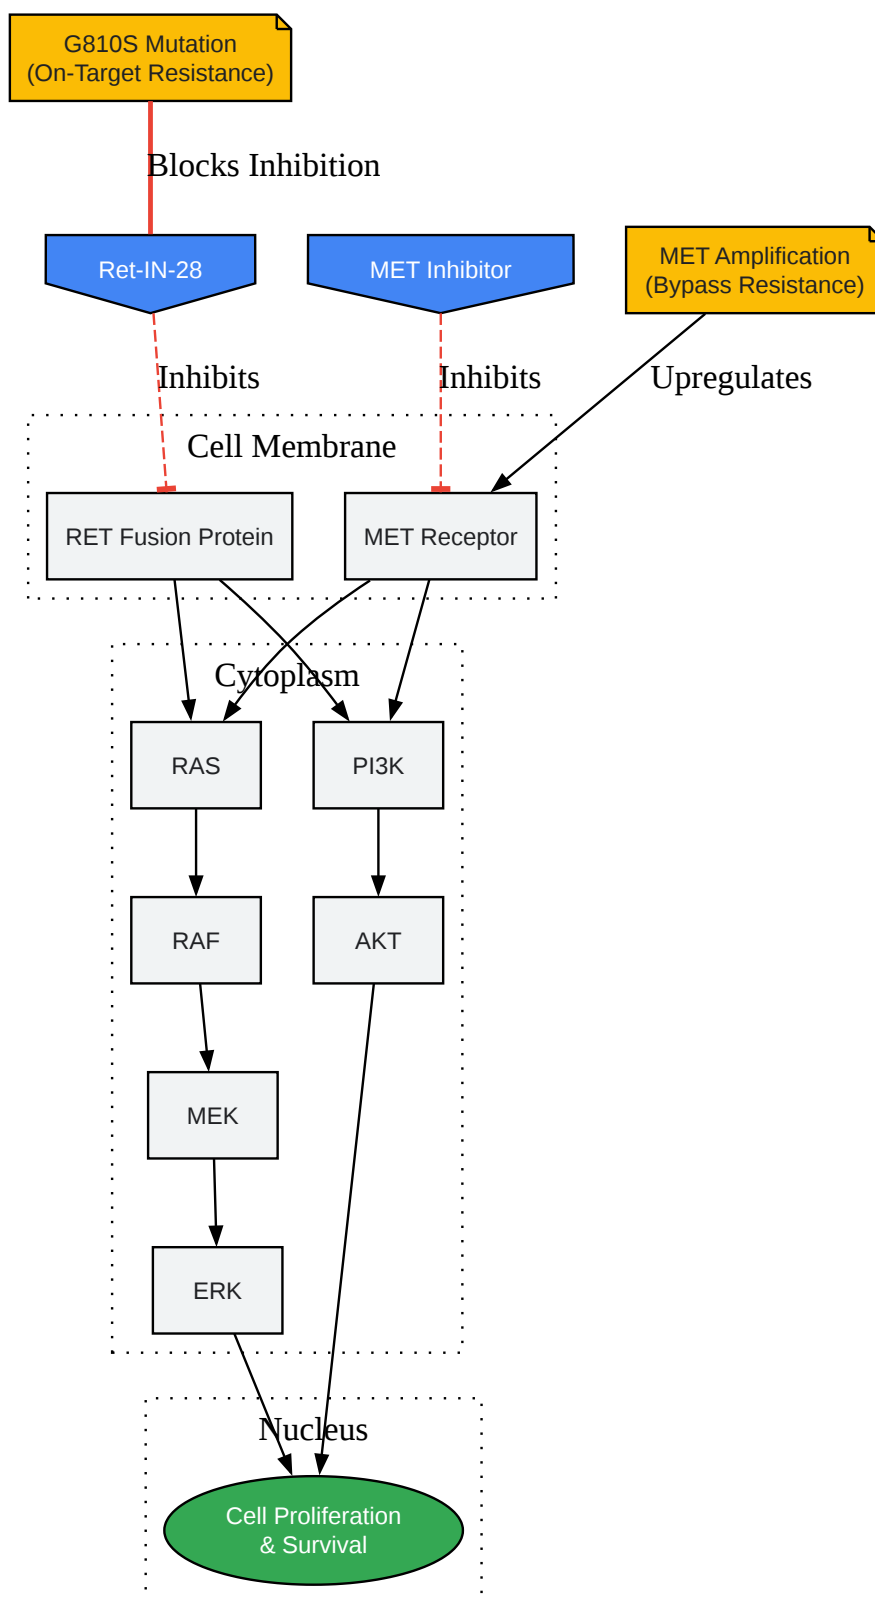 G810S Mutation
(On-Target Resistance)
Blocks Inhibition
Ret-IN-28
MET Inhibitor
MET Amplification
(Bypass Resistance)
Inhibits
Inhibits
Upregulates
Cell Membrane
RET Fusion Protein
MET Receptor
Cytoplasm
RAS
PI3K
RAF
AKT
MEK
ERK
Nucleus
Cell Proliferation
& Survival